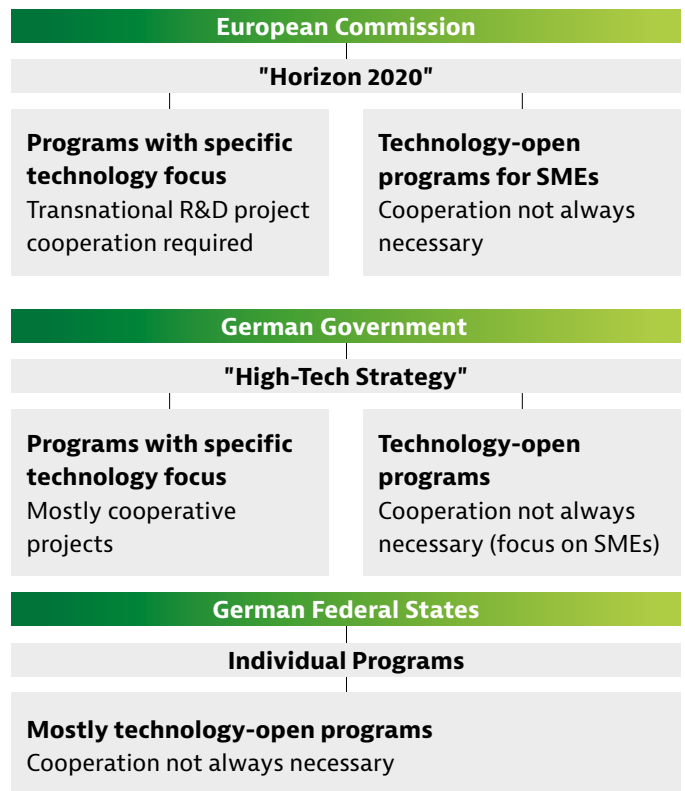 European Commission
"Horizon 2020"
Programs with specific
technology focus
Transnational R&D project
cooperation required
Technology-open
programs for SMEs
Cooperation not always
necessary
German Government
"High-Tech Strategy"
Programs with specific
technology focus
Mostly cooperative
projects
Technology-open
programs
Cooperation not always
necessary (focus on SMEs)
German Federal States
Individual Programs
Mostly technology-open programs
Cooperation not always necessary